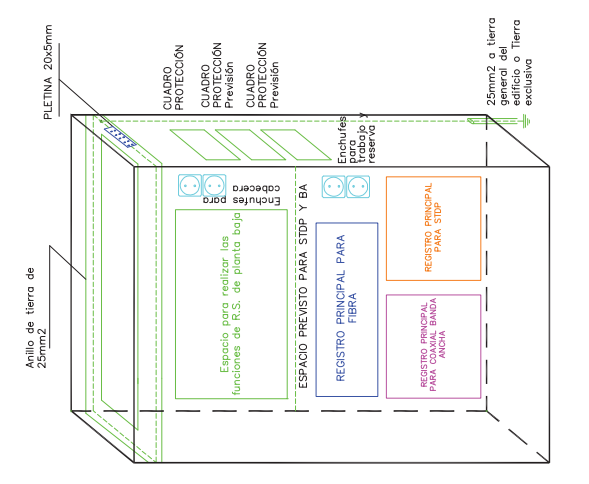 PLETINA 20x5mm
CUADRO
PROTECCIÓN
CUADRO
PROTECCIÓN
Previsión
CUADRO
PROTECCIÓN
Previsión
25mm2 a tierra
general del
edificio o Tierra
exclusiva
Enchufes
para
trabajo y
reserva
Enchufes para
cabecera
Anillo de tierra de
25mm2
Espacio para realizar las
funciones de R.S. de planta baja
ESPACIO PREVISTO PARA STDP Y BA
REGISTRO PRINCIPAL PARA
FIBRA
REGISTRO PRINCIPAL
PARA STDP
REGISTRO PRINCIPAL
PARA COAXIAL BANDA
ANCHA